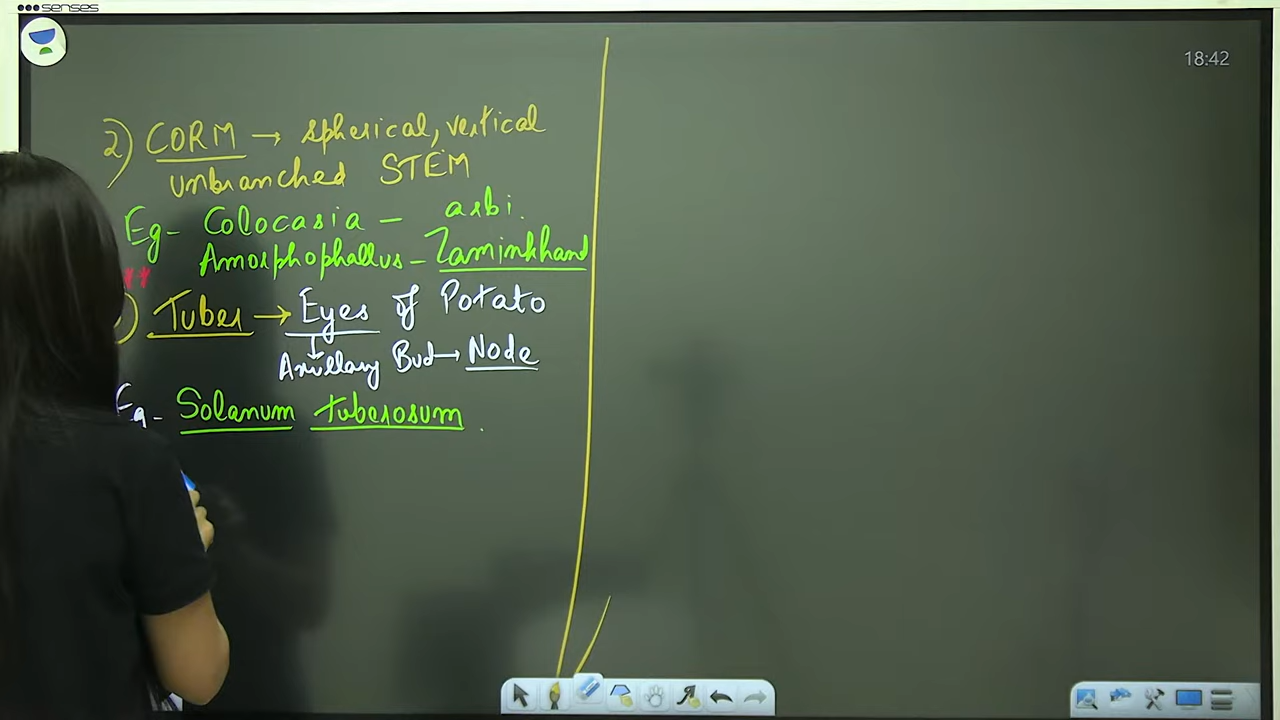 senses
18:42
2) CORM → spherical, vertical
unbranched STEM
Eg- Colocasia - arbi.
Amorphophallus - Zaminkhand
**
) Tuber → Eyes of Potato
↓
Axillary Bud → Node
Eg- Solanum tuberosum.